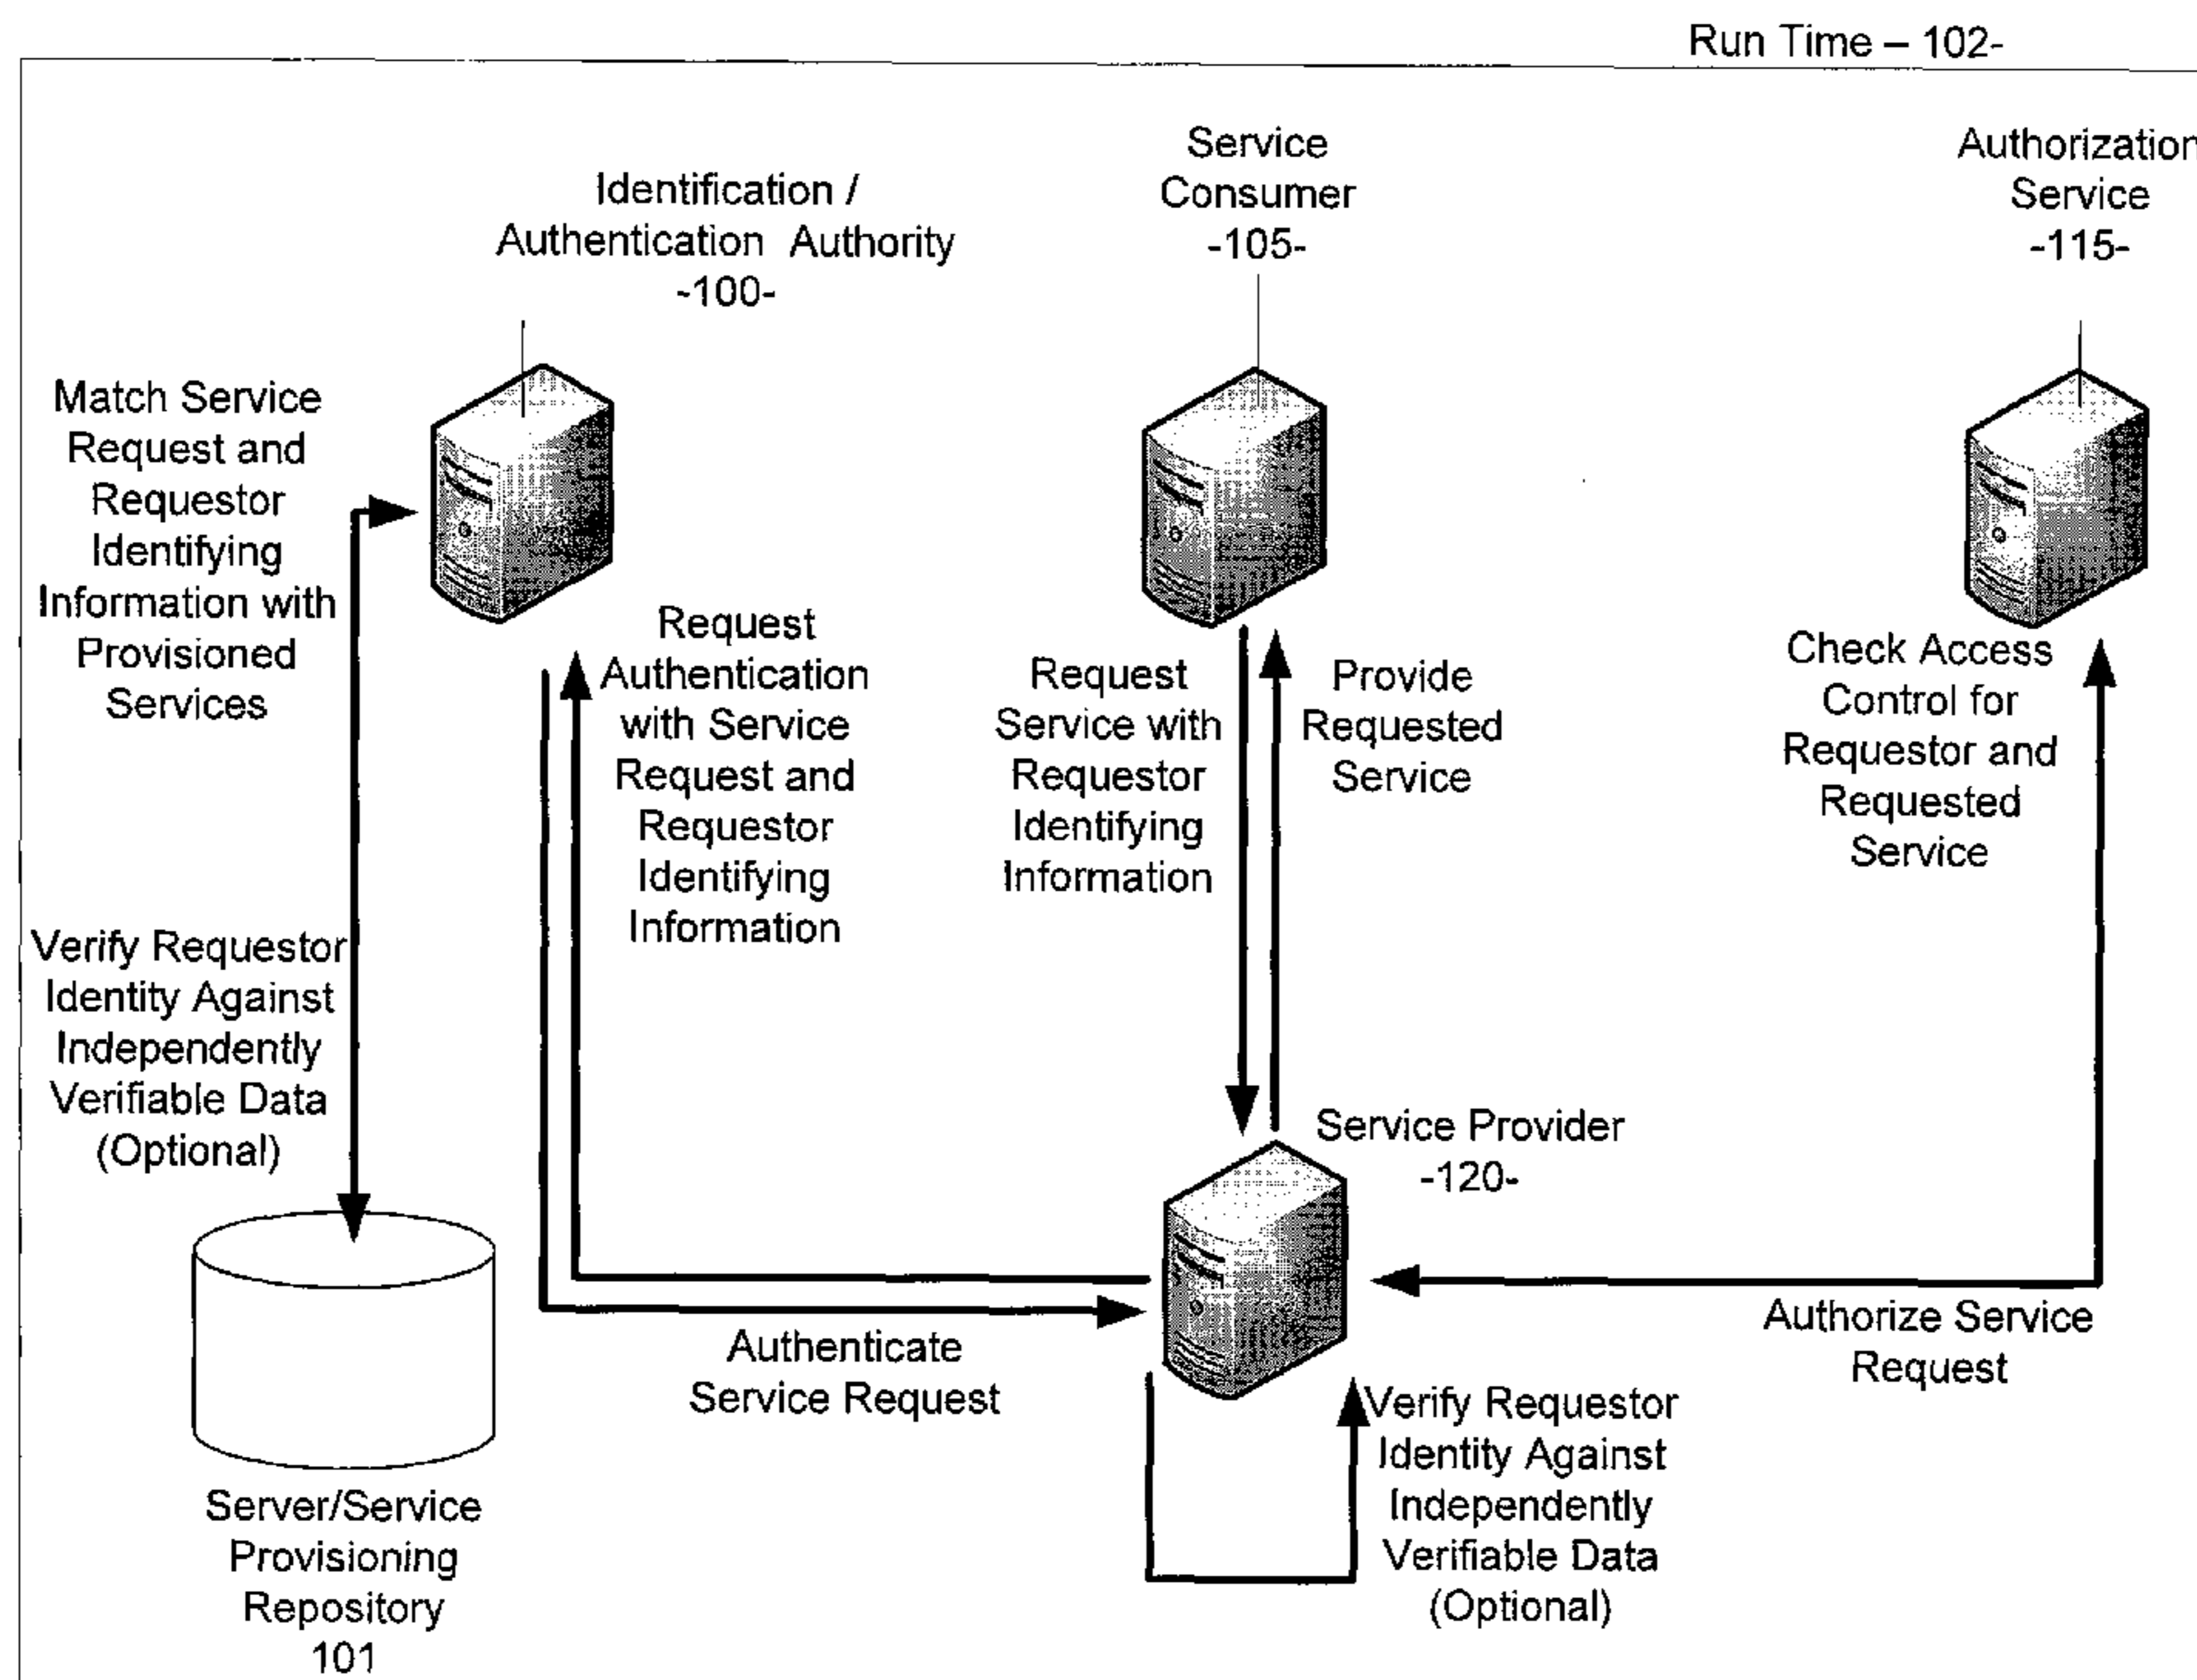 Run Time – 102-
Identification /
Authentication Authority
-100-
Service
Consumer
-105-
Authorization
Service
-115-
Match Service
Request and
Requestor
Identifying
Information with
Provisioned
Services
Request
Authentication
with Service
Request and
Requestor
Identifying
Information
Request
Service with
Requestor
Identifying
Information
Provide
Requested
Service
Check Access
Control for
Requestor and
Requested
Service
Verify Requestor
Identity Against
Independently
Verifiable Data
(Optional)
Service Provider
-120-
Authenticate
Service Request
Authorize Service
Request
Verify Requestor
Identity Against
Independently
Verifiable Data
(Optional)
Server/Service
Provisioning
Repository
101